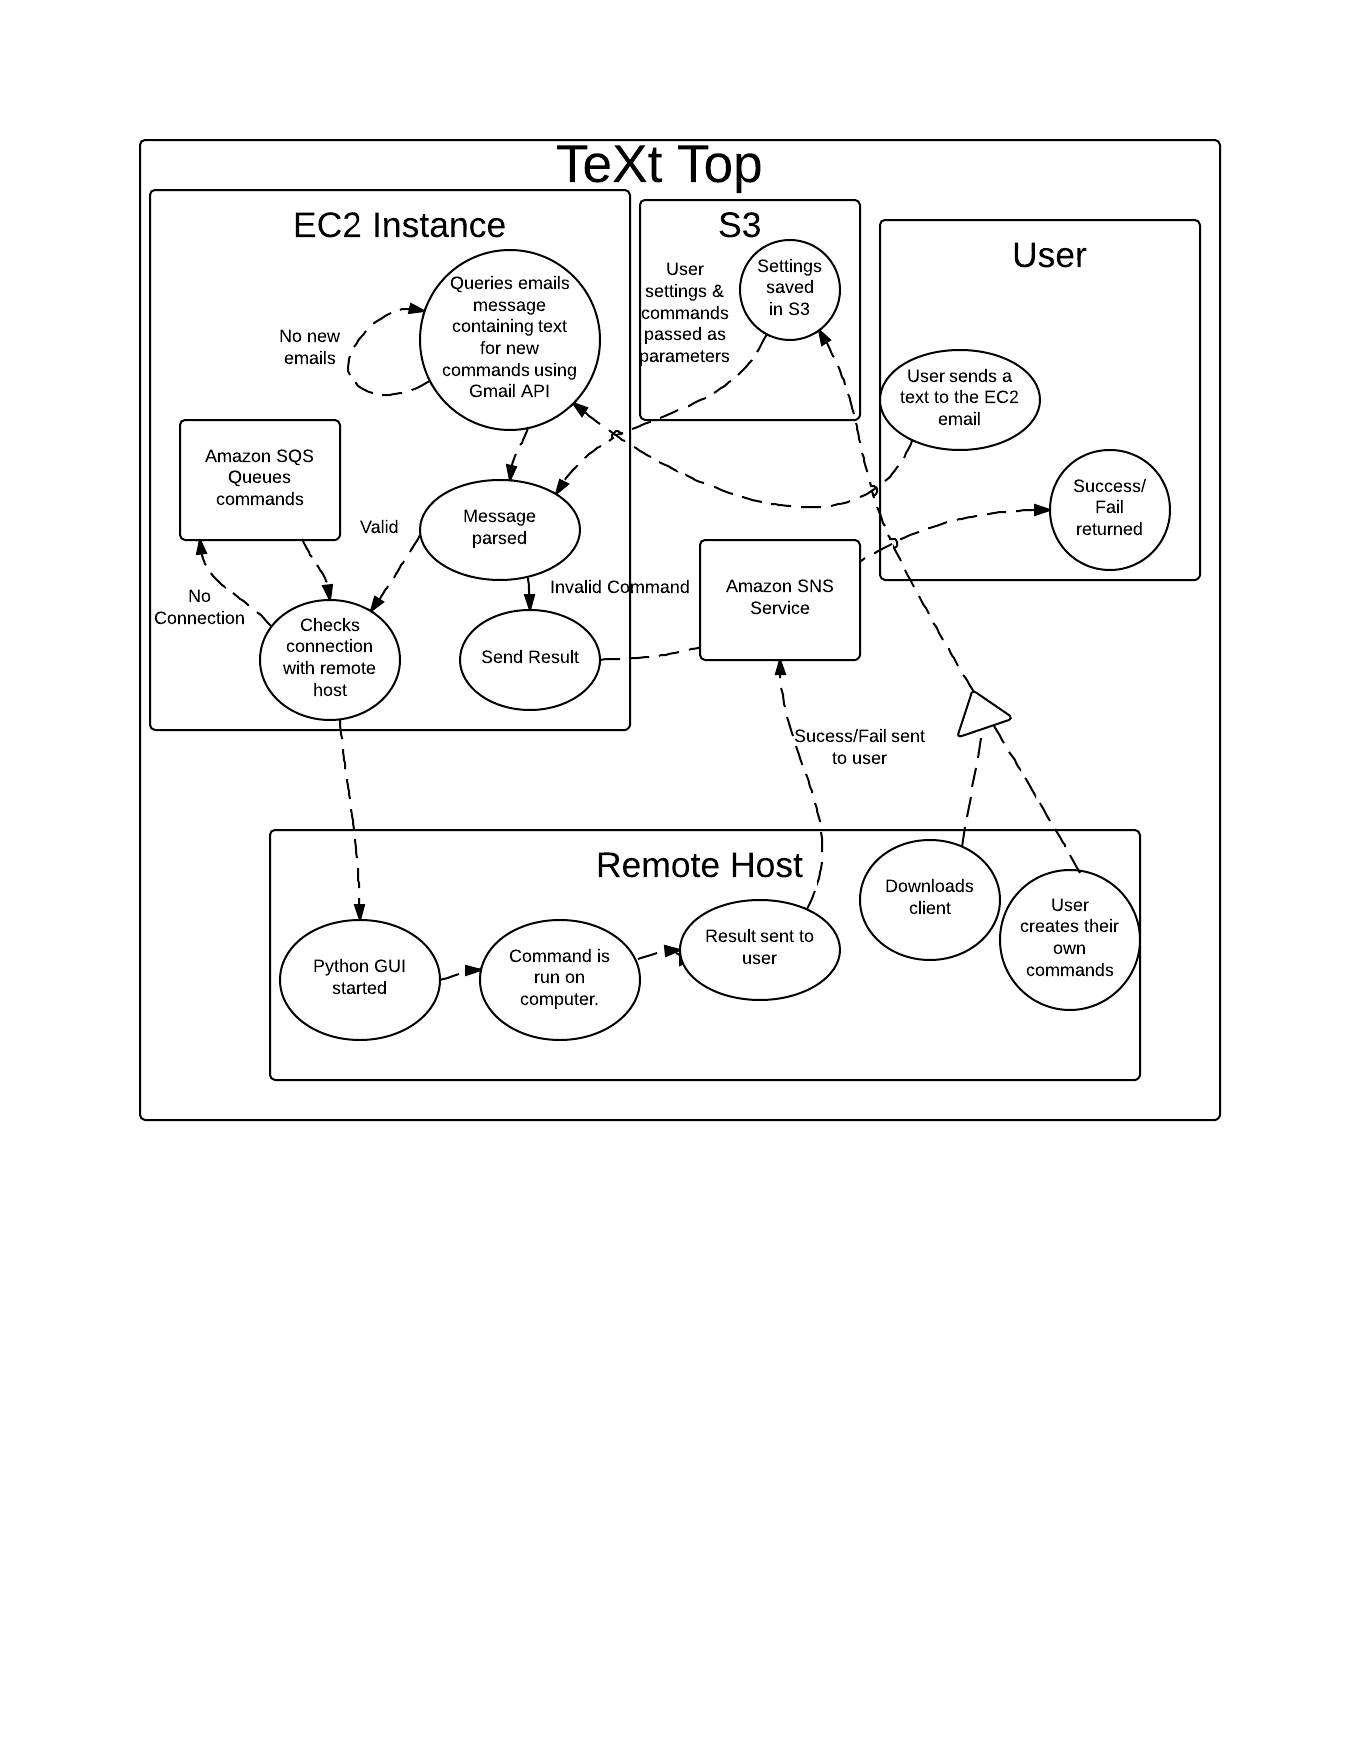 TeXt Top
EC2 Instance
Queries emails
message
containing text
for new
commands using
Gmail API
No new
emails
Amazon SQS
Queues
commands
Valid
Message
parsed
No
Connection
Invalid Command
Checks
connection
with remote
host
Send Result
S3
User
settings &
commands
passed as
parameters
Settings
saved
in S3
User
User sends a
text to the EC2
email
Success/
Fail
returned
Amazon SNS
Service
Sucess/Fail sent
to user
Remote Host
Python GUI
started
Command is
run on
computer.
Result sent to
user
Downloads
client
User
creates their
own
commands